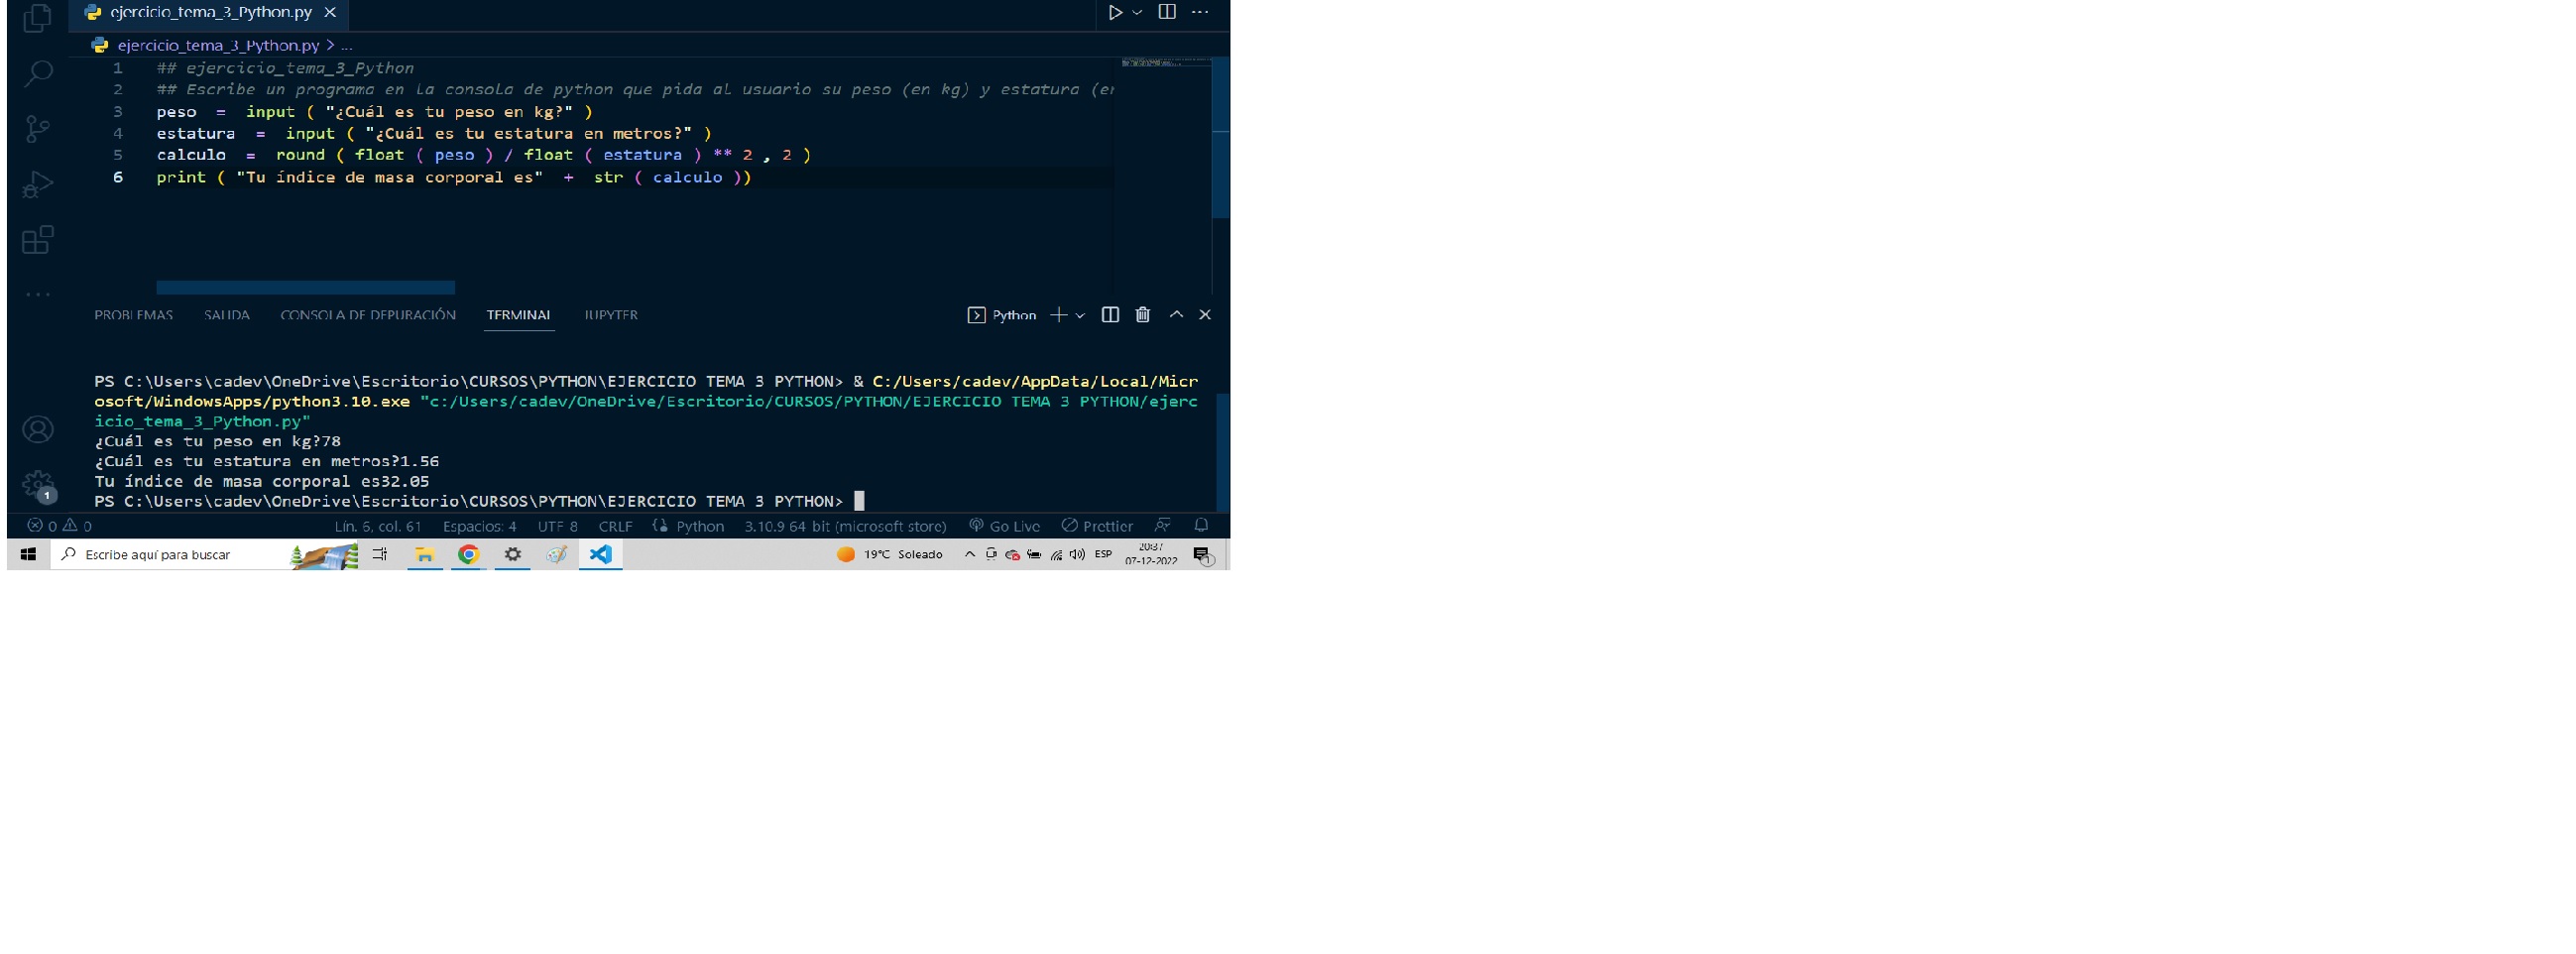 ejercicio_tema_3_Python.py
ejercicio_tema_3_Python.py > ...
1 ## ejercicio_tema_3_Python
2 ## Escribe un programa en la consola de python que pida al usuario su peso (en kg) y estatura (en
3 peso = input ( "¿Cuál es tu peso en kg?" )
4 estatura = input ( "¿Cuál es tu estatura en metros?" )
5 calculo = round ( float ( peso ) / float ( estatura ) ** 2 , 2 )
6 print ( "Tu índice de masa corporal es" + str ( calculo ))
PROBLEMAS SALIDA CONSOLA DE DEPURACIÓN TERMINAL JUPYTER Python
PS C:\Users\cadev\OneDrive\Escritorio\CURSOS\PYTHON\EJERCICIO TEMA 3 PYTHON> & C:/Users/cadev/AppData/Local/Micr
osoft/WindowsApps/python3.10.exe "c:/Users/cadev/OneDrive/Escritorio/CURSOS/PYTHON/EJERCICIO TEMA 3 PYTHON/ejerc
icio_tema_3_Python.py"
¿Cuál es tu peso en kg?78
¿Cuál es tu estatura en metros?1.56
Tu índice de masa corporal es32.05
PS C:\Users\cadev\OneDrive\Escritorio\CURSOS\PYTHON\EJERCICIO TEMA 3 PYTHON>
1
0 0 Lín. 6, col. 61 Espacios: 4 UTF-8 CRLF Python 3.10.9 64-bit (microsoft store) Go Live Prettier
Escribe aquí para buscar 19°C Soleado ESP 20:37
07-12-2022 1